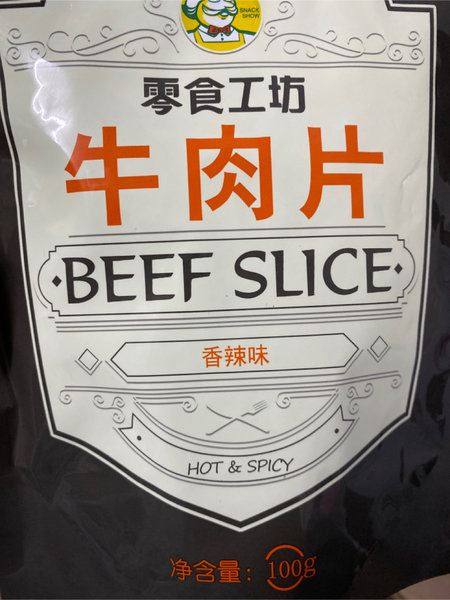 SNACK
SHOW
零食工坊
牛肉片
·BEEF SLICE·
香辣味
HOT & SPICY
净含量：100g